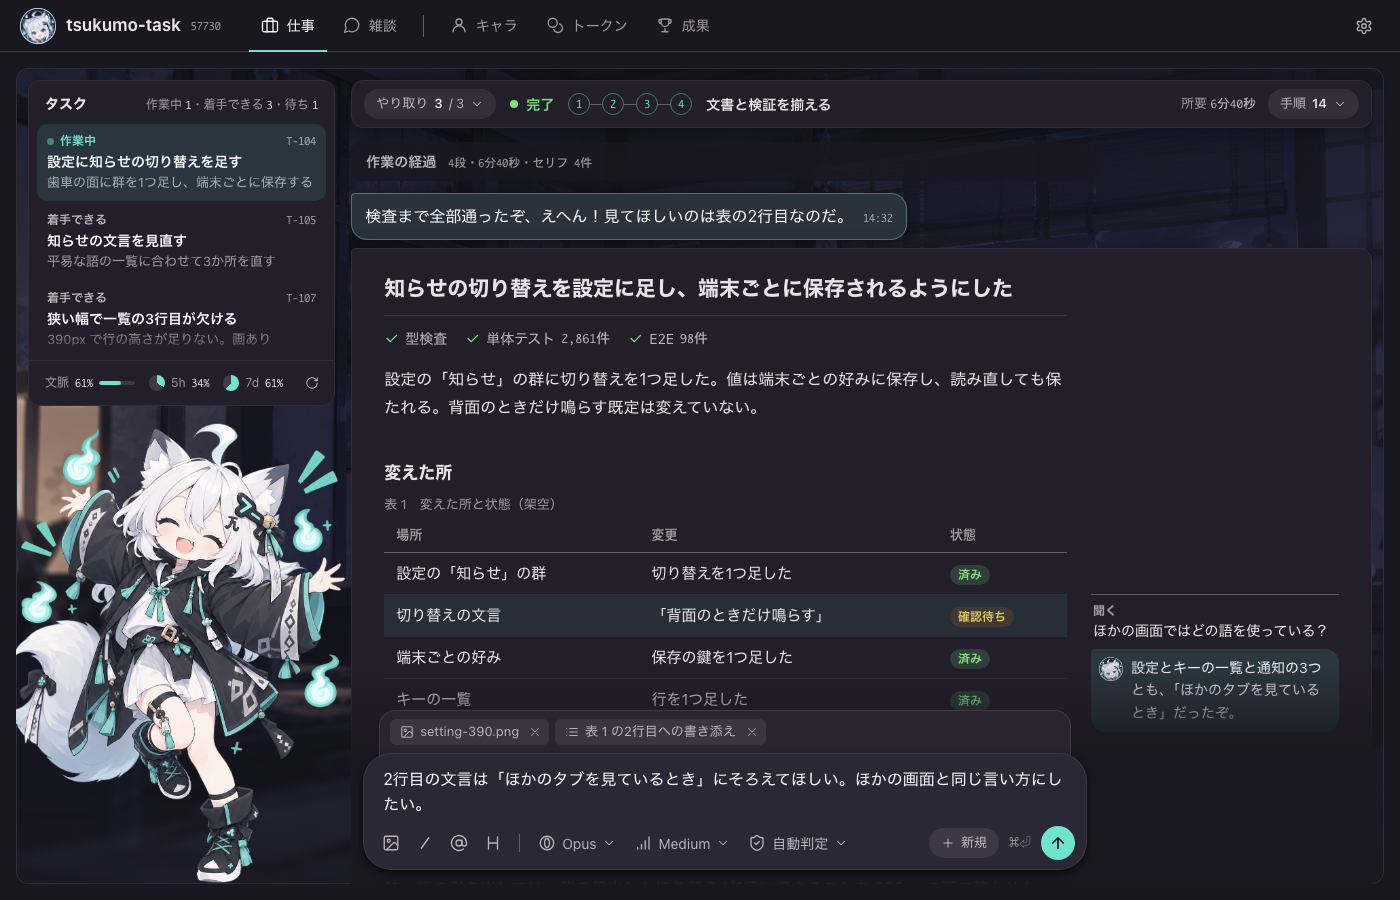 tsukumo-task 57730 仕事 雑談 キャラ トークン 成果
タスク 作業中 1・着手できる 3・待ち 1
作業中 T-104
設定に知らせの切り替えを足す
歯車の面に群を1つ足し、端末ごとに保存する
着手できる T-105
知らせの文言を見直す
平易な語の一覧に合わせて3か所を直す
着手できる T-107
狭い幅で一覧の3行目が欠ける
390px で行の高さが足りない。画あり
文脈 61% 5h 34% 7d 61%
やり取り 3 / 3 完了 1 2 3 4 文書と検証を揃える 所要 6分40秒 手順 14
作業の経過 4段・6分40秒・セリフ 4件
検査まで全部通ったぞ、えへん！見てほしいのは表の2行目なのだ。 14:32
知らせの切り替えを設定に足し、端末ごとに保存されるようにした
型検査 単体テスト 2,861件 E2E 98件
設定の「知らせ」の群に切り替えを1つ足した。値は端末ごとの好みに保存し、読み直しても保
たれる。背面のときだけ鳴らす既定は変えていない。
変えた所
表 1 変えた所と状態（架空）
場所 変更 状態
設定の「知らせ」の群 切り替えを1つ足した 済み
切り替えの文言 「背面のときだけ鳴らす」 確認待ち
端末ごとの好み 保存の鍵を1つ足した 済み
キーの一覧 行を1つ足した 済み
聞く
ほかの画面ではどの語を使っている？
設定とキーの一覧と通知の3つ
とも、「ほかのタブを見ている
とき」だったぞ。
setting-390.png 表 1 の2行目への書き添え
2行目の文言は「ほかのタブを見ているとき」にそろえてほしい。ほかの画面と同じ言い方にし
たい。
Opus Medium 自動判定 新規 ⌘⏎